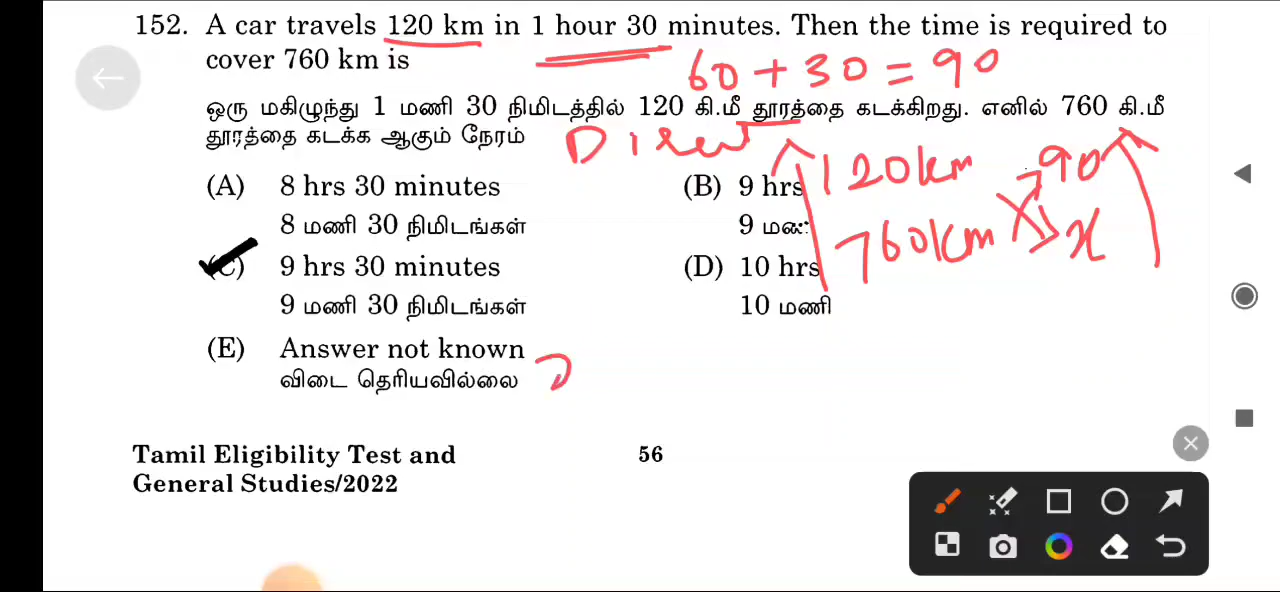 152. A car travels 120 km in 1 hour 30 minutes. Then the time is required to
cover 760 km is
60 + 30 = 90
ஒரு மகிழுந்து 1 மணி 30 நிமிடத்தில் 120 கி.மீ தூரத்தை கடக்கிறது. எனில் 760 கி.மீ
தூரத்தை கடக்க ஆகும் நேரம்
Direct
120km 90
760km x
(A) 8 hrs 30 minutes (B) 9 hrs
8 மணி 30 நிமிடங்கள் 9
(C) 9 hrs 30 minutes (D) 10 hrs
9 மணி 30 நிமிடங்கள் 10 மணி
(E) Answer not known
விடை தெரியவில்லை
Tamil Eligibility Test and 56
General Studies/2022